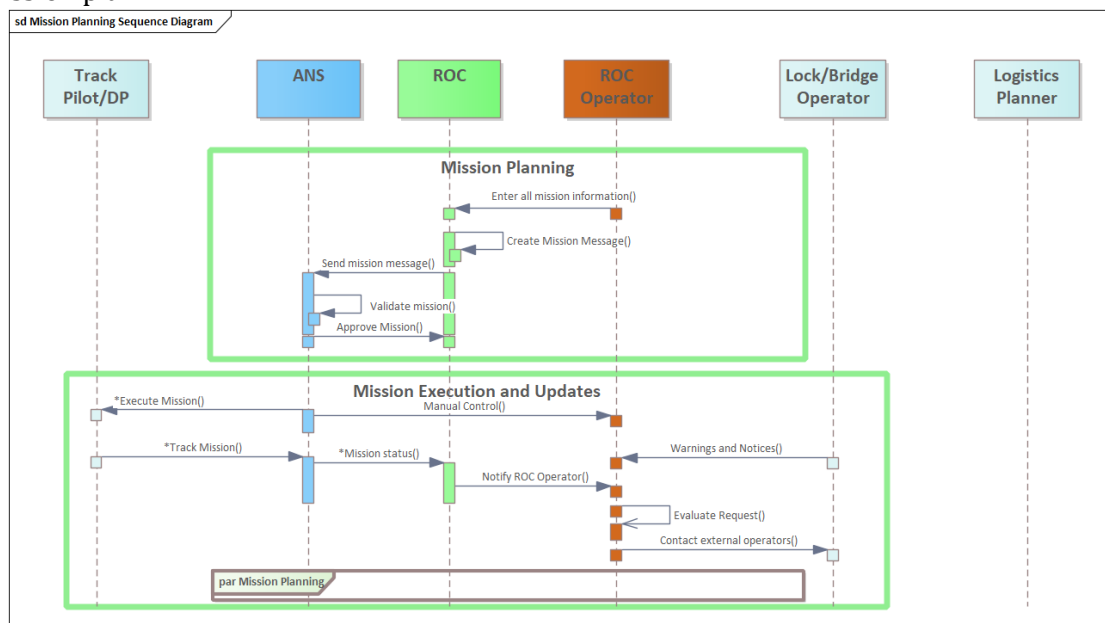 sd Mission Planning Sequence Diagram
Track
Pilot/DP
ANS
ROC
ROC
Operator
Lock/Bridge
Operator
Logistics
Planner
Mission Planning
Enter all mission information()
Create Mission Message()
Send mission message()
Validate mission()
Approve Mission()
Mission Execution and Updates
*Execute Mission()
Manual Control()
*Track Mission()
*Mission status()
Warnings and Notices()
Notify ROC Operator()
Evaluate Request()
Contact external operators()
par Mission Planning